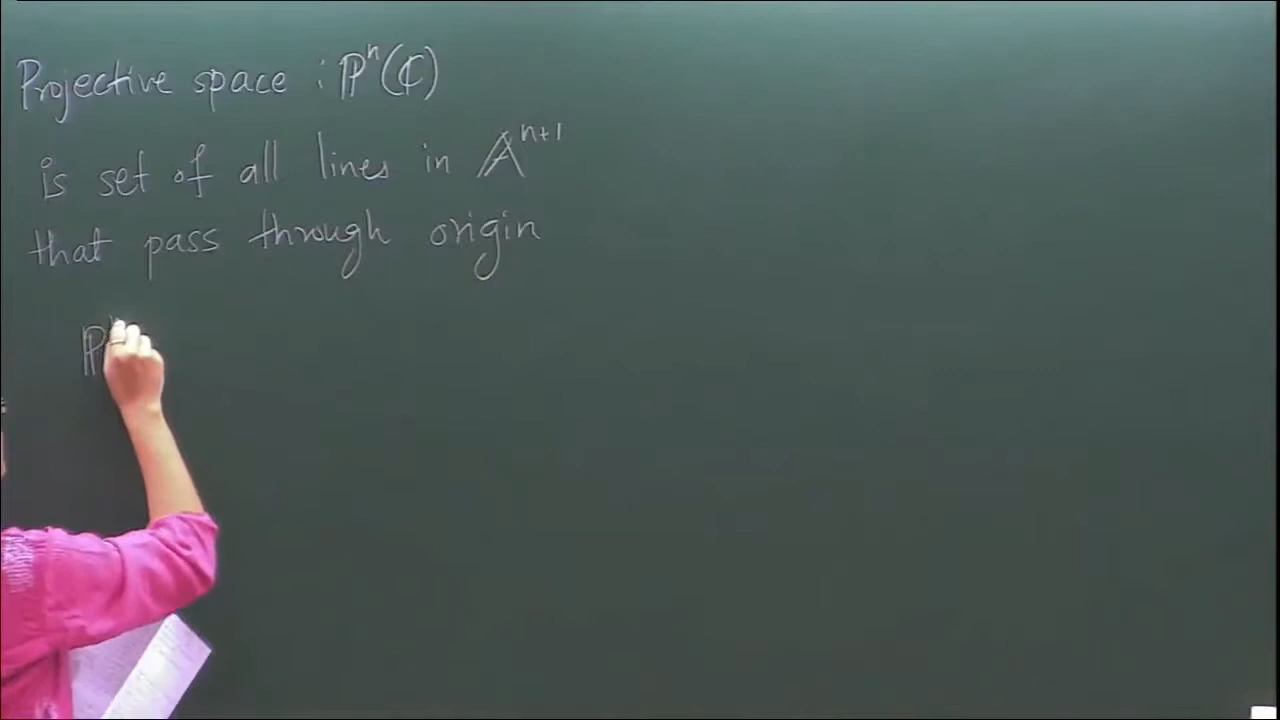 Projective space : ℙⁿ(ℂ)
is set of all lines in 𝔸ⁿ⁺¹
that pass through origin
ℙ